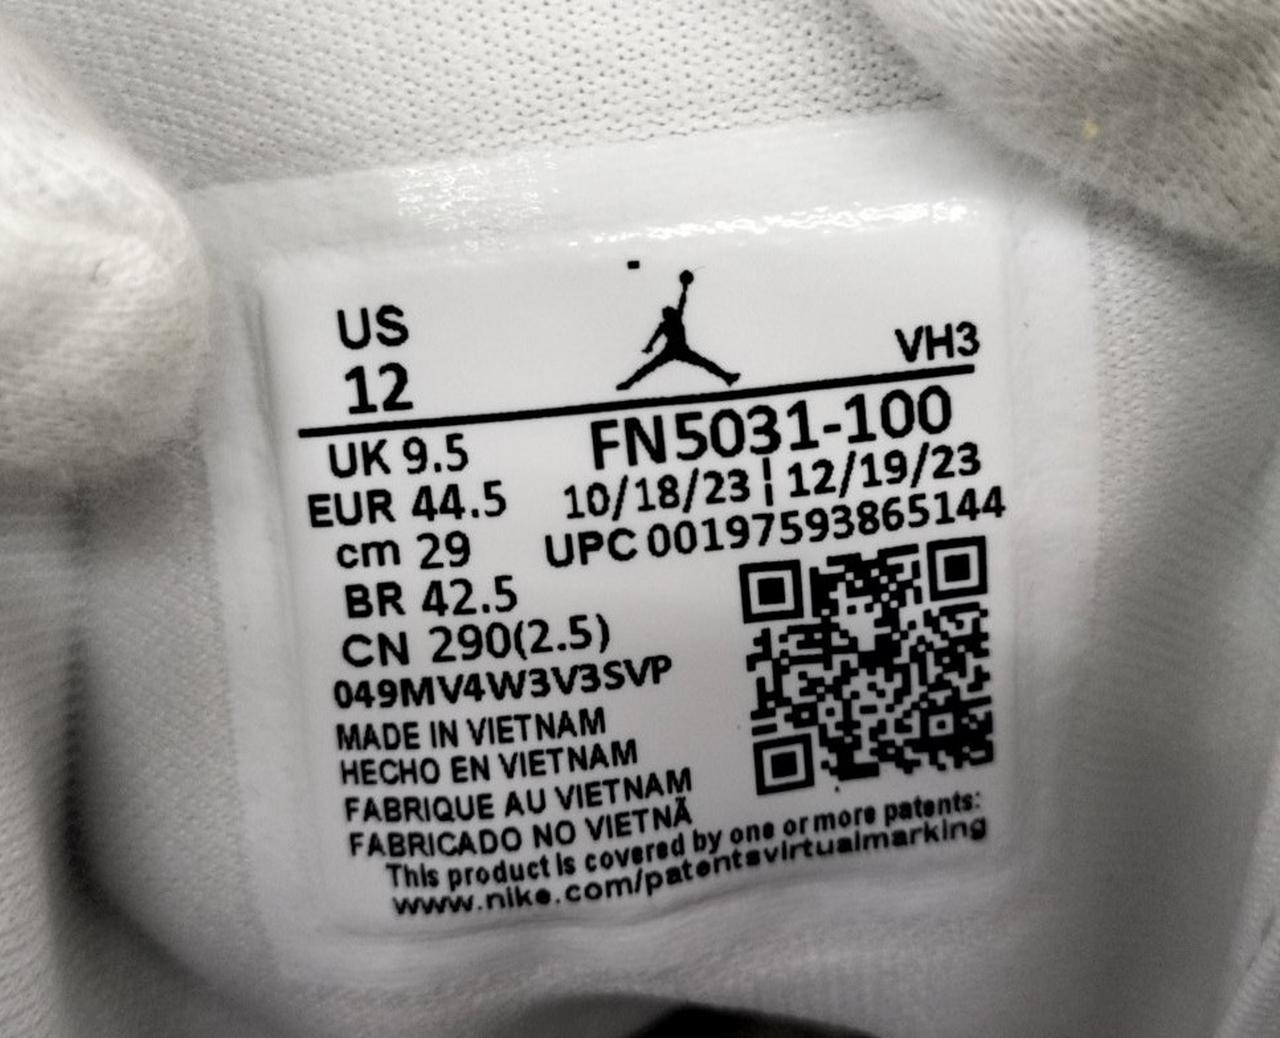 US
12
VH3
UK 9.5
FN5031-100
EUR 44.5
10/18/23 | 12/19/23
cm 29
UPC 00197593865144
BR 42.5
CN 290(2.5)
049MV4W3V3SVP
MADE IN VIETNAM
HECHO EN VIETNAM
FABRIQUE AU VIETNAM
FABRICADO NO VIETNÃ
This product is covered by one or more patents:
www.nike.com/patentsvirtualmarking